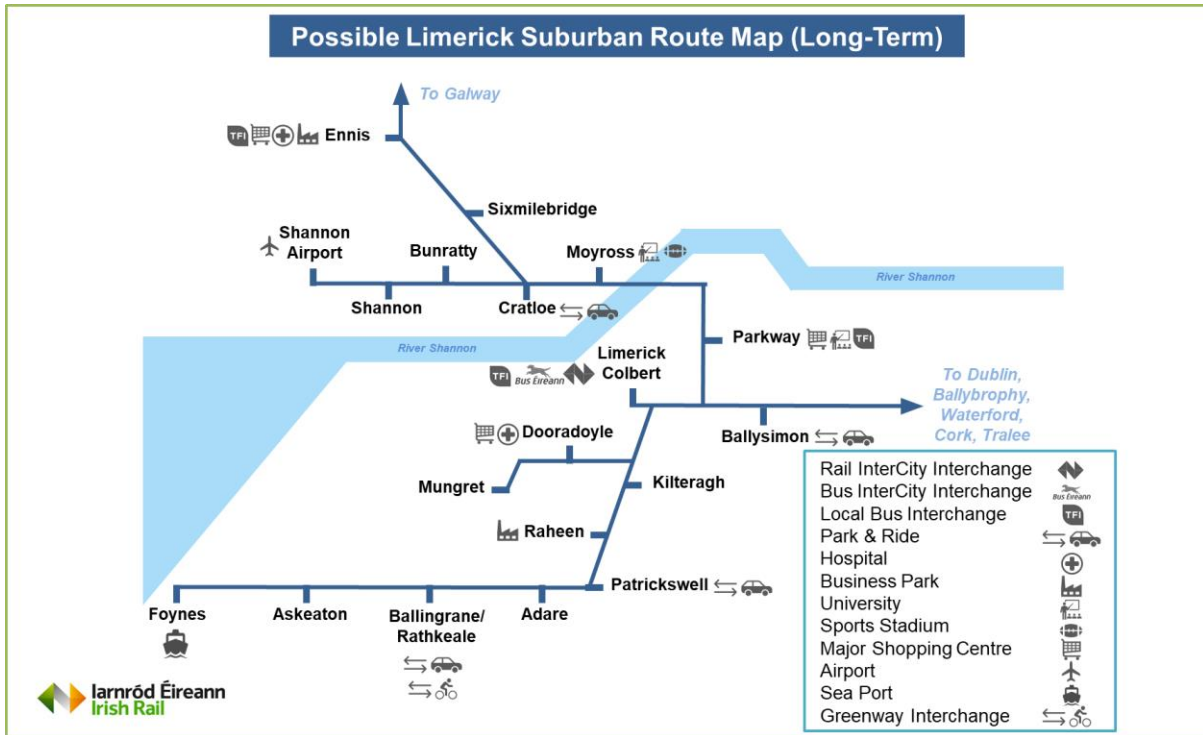 Possible Limerick Suburban Route Map (Long-Term)
To Galway
TFI
Ennis
Sixmilebridge
Shannon
Airport
Bunratty
Moyross
River Shannon
Shannon
Cratloe
Parkway
TFI
River Shannon
Limerick
Colbert
TFI
Bus Éireann
To Dublin,
Ballybrophy,
Waterford,
Cork, Tralee
Dooradoyle
Ballysimon
Mungret
Kilteragh
Raheen
Patrickswell
Foynes
Askeaton
Ballingrane/
Rathkeale
Adare
Rail InterCity Interchange
Bus InterCity Interchange
Bus Éireann
Local Bus Interchange
TFI
Park & Ride
Hospital
Business Park
University
Sports Stadium
Major Shopping Centre
Airport
Sea Port
Greenway Interchange
Iarnród Éireann
Irish Rail